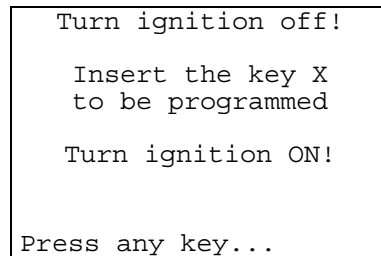 Turn ignition off!
Insert the key X
to be programmed
Turn ignition ON!
Press any key...